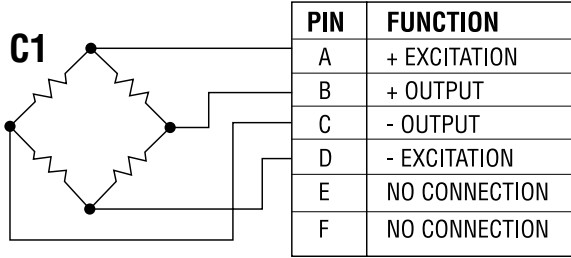 C1
PIN FUNCTION
A + EXCITATION
B + OUTPUT
C - OUTPUT
D - EXCITATION
E NO CONNECTION
F NO CONNECTION